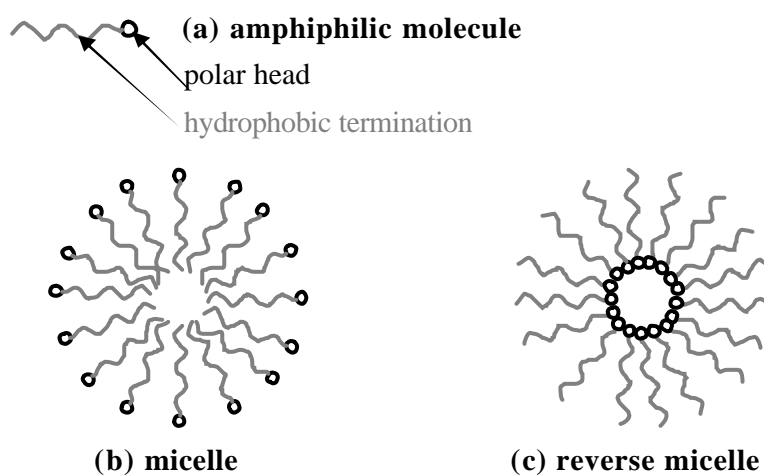 (a) amphiphilic molecule
polar head
hydrophobic termination
(b) micelle
(c) reverse micelle